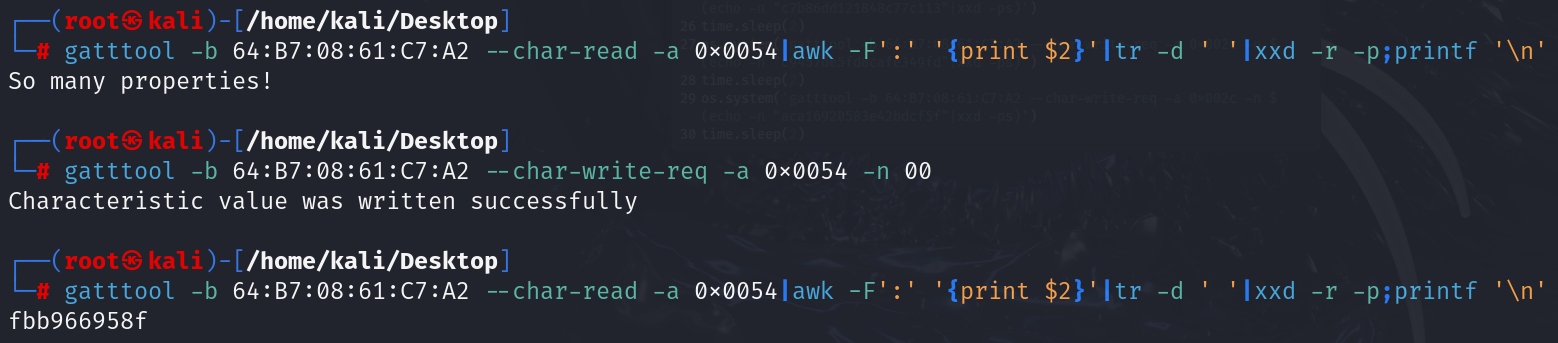 ┌──(root㉿kali)-[/home/kali/Desktop]
└─# gatttool -b 64:B7:08:61:C7:A2 --char-read -a 0×0054|awk -F':' '{print $2}'|tr -d ' '|xxd -r -p;printf '\n'
So many properties!
┌──(root㉿kali)-[/home/kali/Desktop]
└─# gatttool -b 64:B7:08:61:C7:A2 --char-write-req -a 0×0054 -n 00
Characteristic value was written successfully
┌──(root㉿kali)-[/home/kali/Desktop]
└─# gatttool -b 64:B7:08:61:C7:A2 --char-read -a 0×0054|awk -F':' '{print $2}'|tr -d ' '|xxd -r -p;printf '\n'
fbb966958f